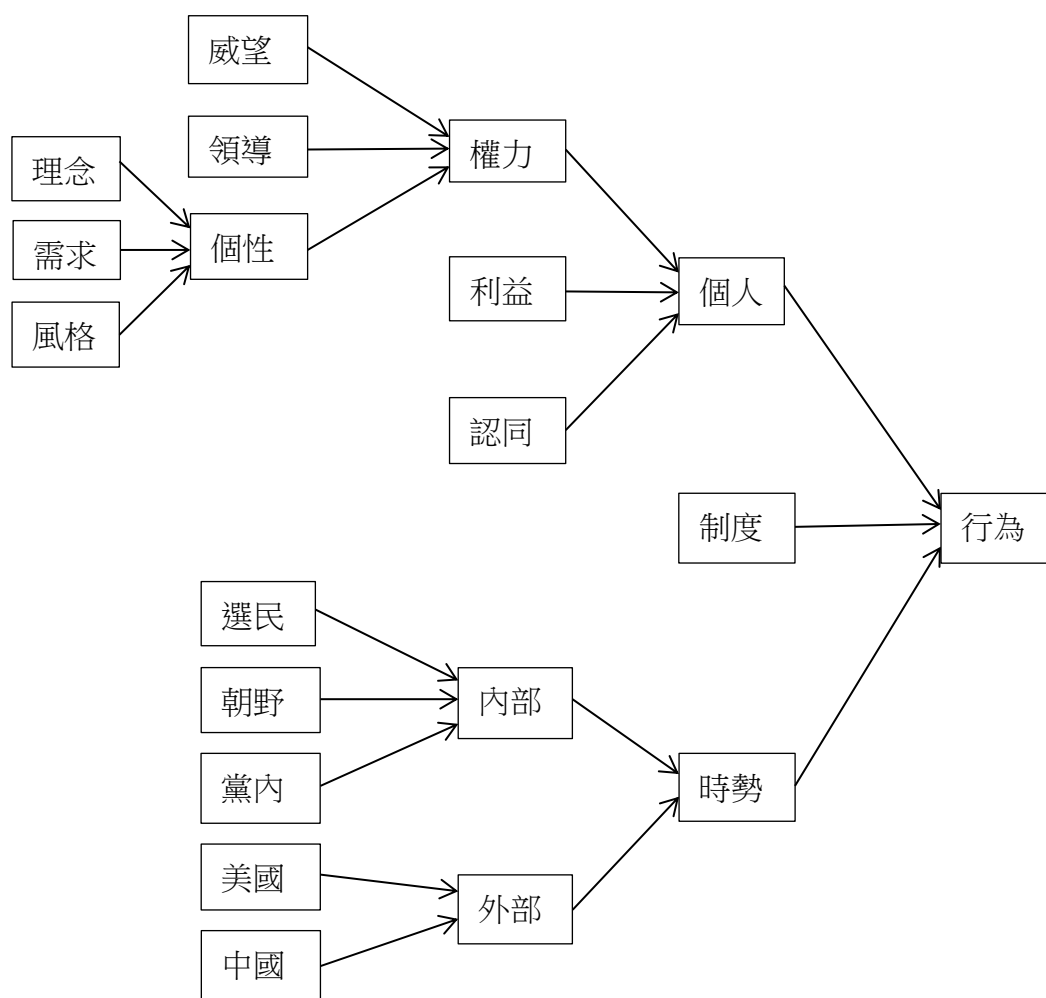 威望
領導
理念
需求
風格
個性
權力
利益
認同
個人
制度
行為
選民
朝野
黨內
內部
美國
中國
外部
時勢